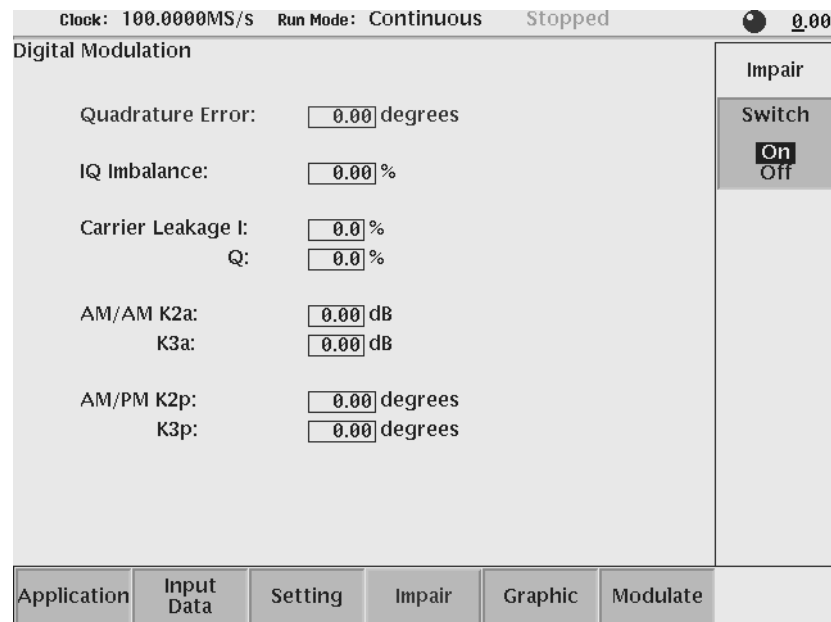 Clock: 100.0000MS/s Run Mode: Continuous Stopped 0.00
Digital Modulation
Impair
Switch
On
Off
Quadrature Error: 0.00 degrees
IQ Imbalance: 0.00 %
Carrier Leakage I: 0.0 %
Q: 0.0 %
AM/AM K2a: 0.00 dB
K3a: 0.00 dB
AM/PM K2p: 0.00 degrees
K3p: 0.00 degrees
Application
Input Data
Setting
Impair
Graphic
Modulate